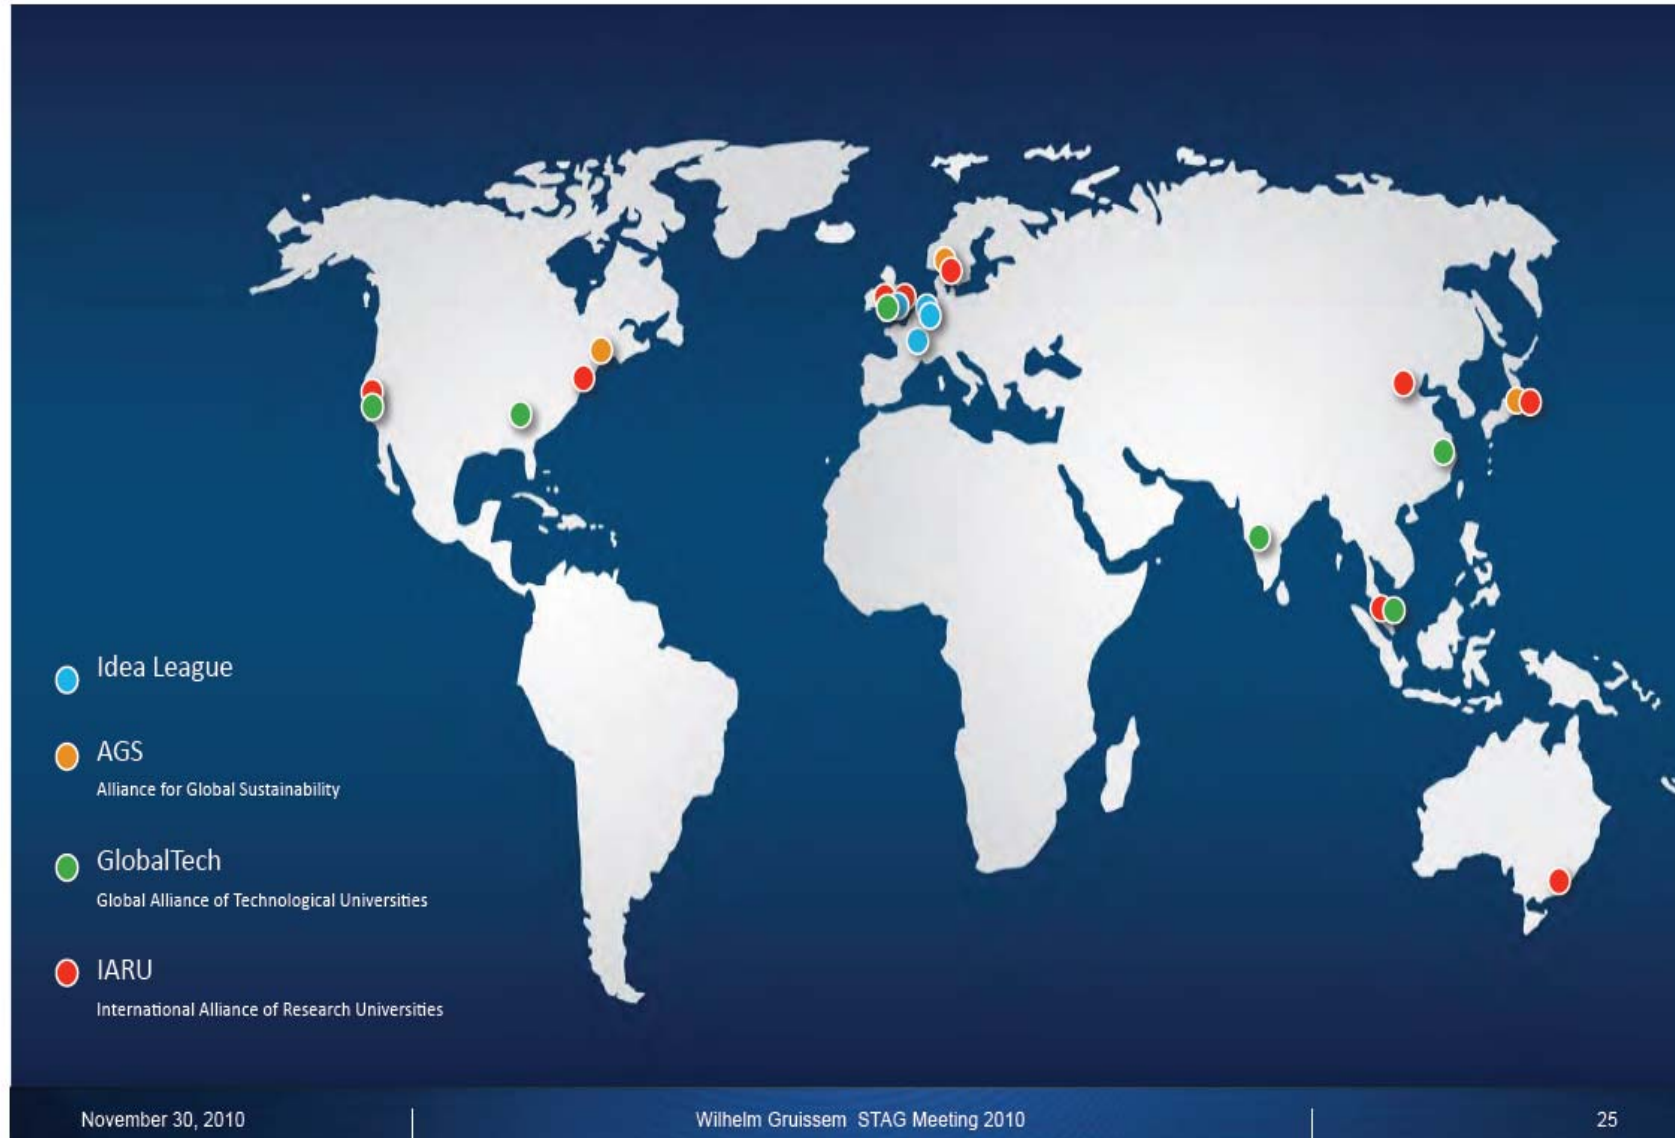 Idea League
AGS
Alliance for Global Sustainability
GlobalTech
Global Alliance of Technological Universities
IARU
International Alliance of Research Universities
November 30, 2010
Wilhelm Gruissem STAG Meeting 2010
25